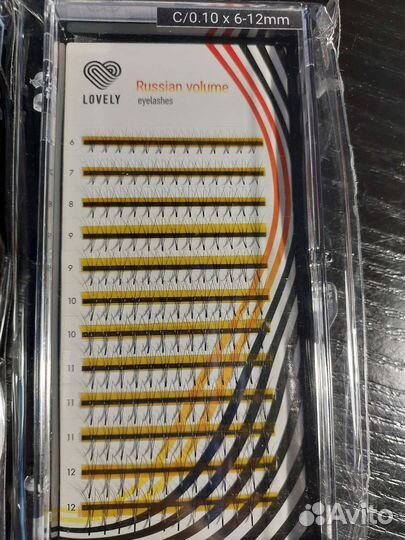 C/0.10 x 6-12mm
LOVELY
Russian volume
eyelashes
6
7
8
9
9
10
10
11
11
11
12
12
Avito